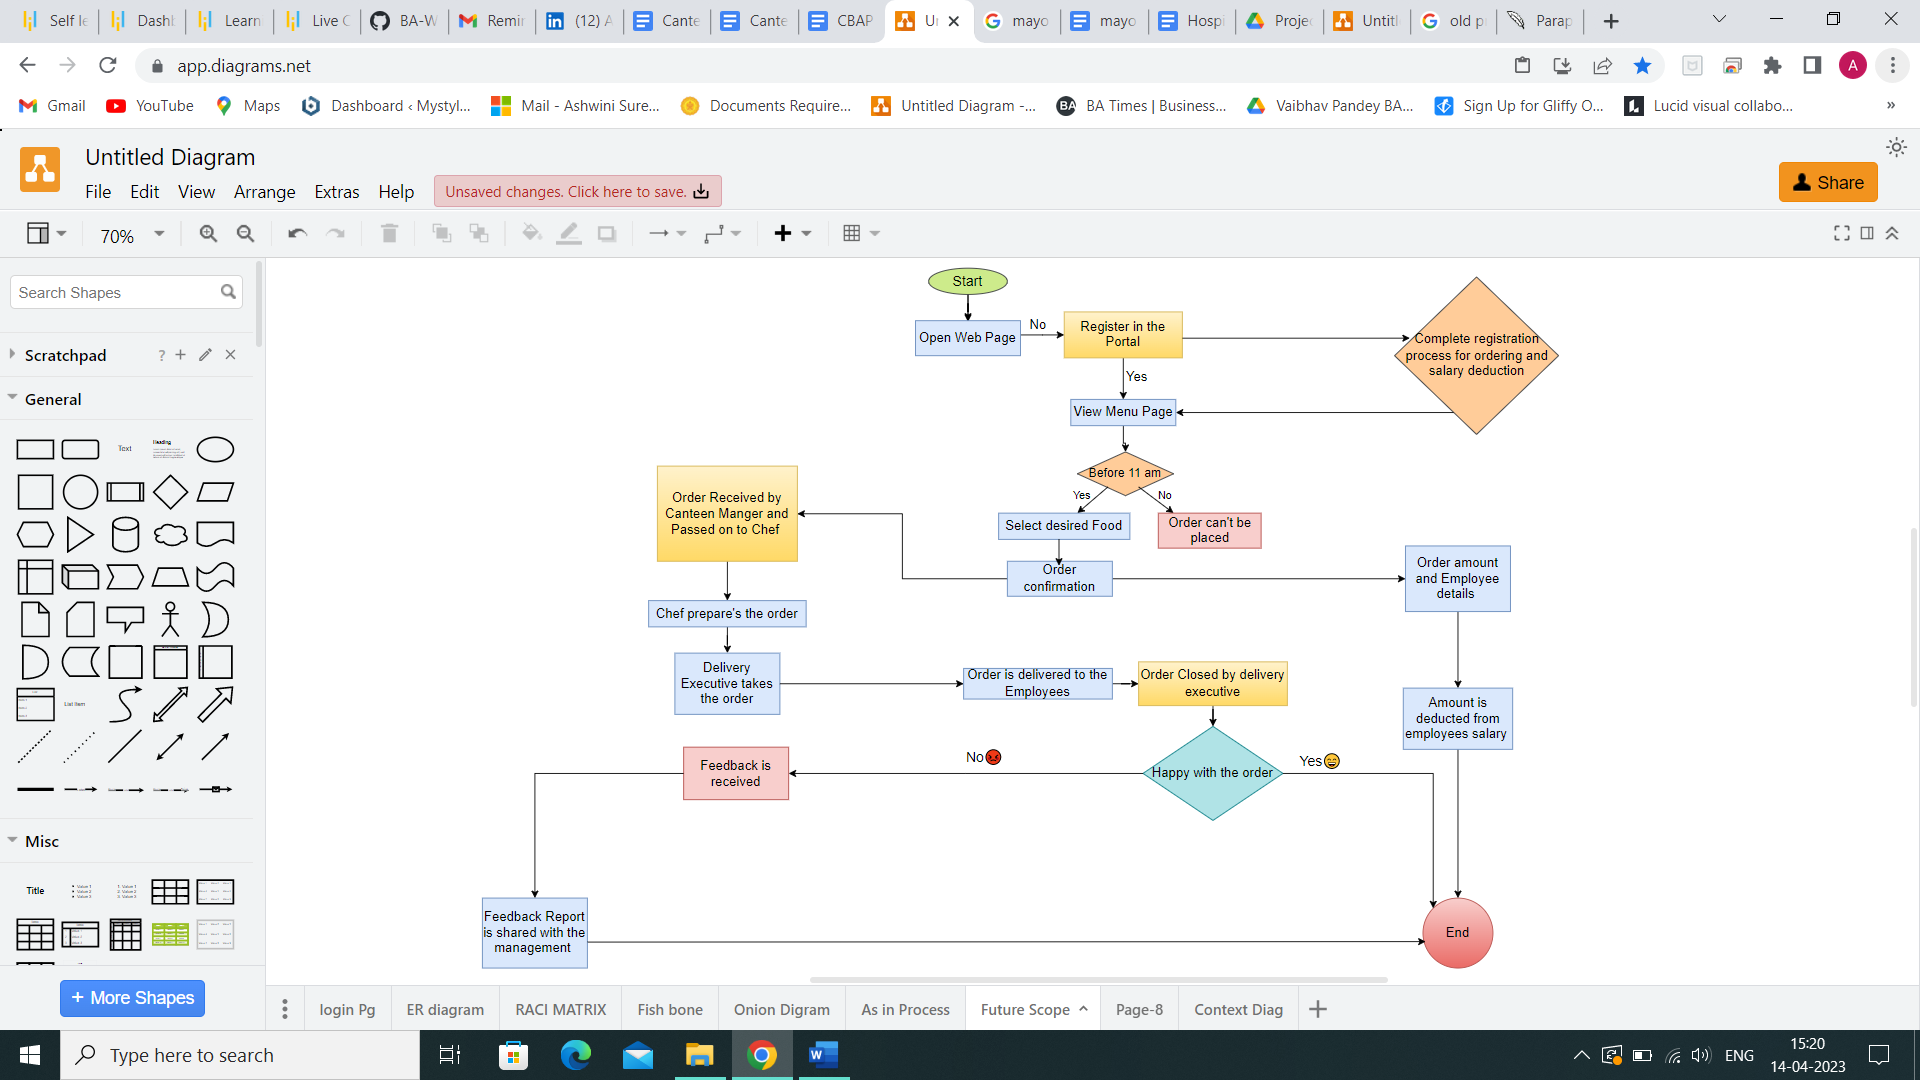 Self le
Dashb
Learn
Live C
BA-W
Remin
(12) A
Cante
Cante
CBAP
Un
mayo
mayo
Hospi
Projec
Untitl
old p
Parap
app.diagrams.net
A
Gmail
YouTube
Maps
Dashboard ‹ Mystyl...
Mail - Ashwini Sure...
Documents Require...
Untitled Diagram -...
BA Times | Business...
Vaibhav Pandey BA...
Sign Up for Gliffy O...
Lucid visual collabo...
»
Untitled Diagram
File Edit View Arrange Extras Help
Unsaved changes. Click here to save.
Share
70%
Search Shapes
Scratchpad
?
General
Text
Heading
List Item
Misc
Title
+ More Shapes
Start
Open Web Page
No
Register in the
Portal
Complete registration
process for ordering and
salary deduction
Yes
View Menu Page
Before 11 am
Yes
No
Select desired Food
Order can't be
placed
Order Received by
Canteen Manger and
Passed on to Chef
Order
confirmation
Order amount
and Employee
details
Chef prepare's the order
Delivery
Executive takes
the order
Order is delivered to the
Employees
Order Closed by delivery
executive
Amount is
deducted from
employees salary
Feedback is
received
No😡
Happy with the order
Yes😄
Feedback Report
is shared with the
management
End
login Pg
ER diagram
RACI MATRIX
Fish bone
Onion Digram
As in Process
Future Scope
Page-8
Context Diag
Type here to search
ENG
15:20
14-04-2023